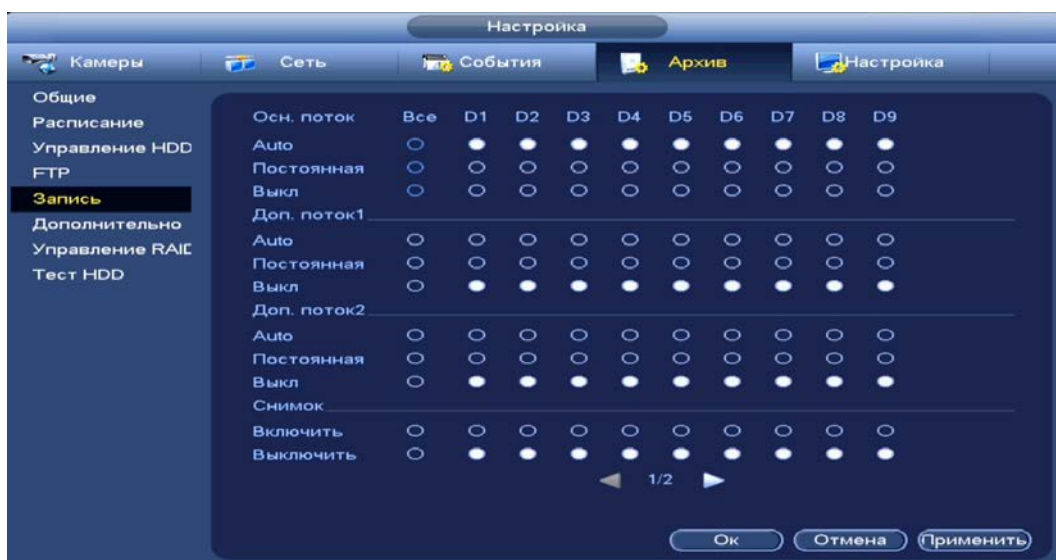 Настройка
Камеры Сеть События Архив Настройка
Общие
Расписание
Управление HDD
FTP
Запись
Дополнительно
Управление RAID
Тест HDD
Осн. поток Все D1 D2 D3 D4 D5 D6 D7 D8 D9
Auto
Постоянная
Выкл
Доп. поток1
Auto
Постоянная
Выкл
Доп. поток2
Auto
Постоянная
Выкл
Снимок
Включить
Выключить
1/2
Ок Отмена Применить